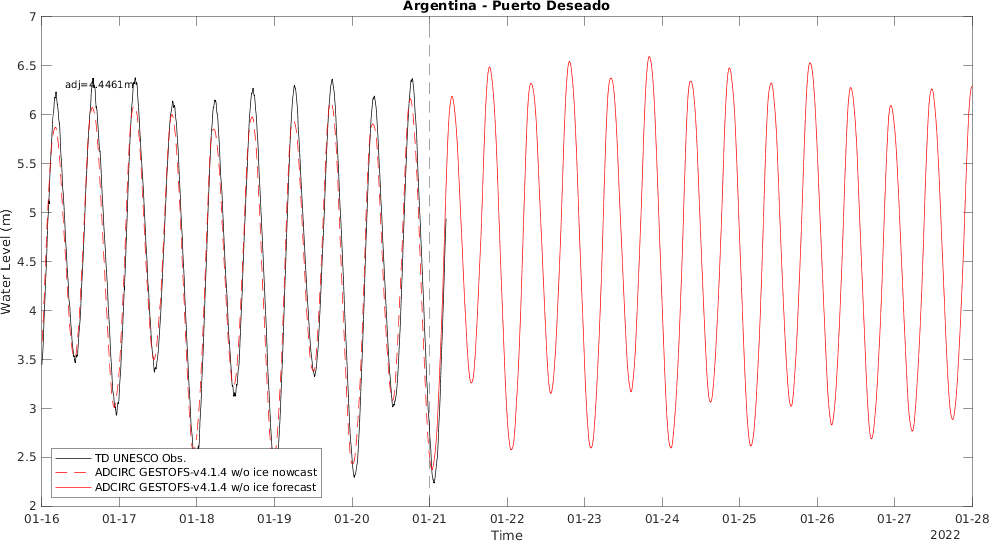 Argentina - Puerto Deseado
7
6.5
6
5.5
5
4.5
4
3.5
3
2.5
2
Water Level (m)
adj=4.4461m
TD UNESCO Obs.
ADCIRC GESTOFS-v4.1.4 w/o ice nowcast
ADCIRC GESTOFS-v4.1.4 w/o ice forecast
01-16 01-17 01-18 01-19 01-20 01-21 01-22 01-23 01-24 01-25 01-26 01-27 01-28
Time
2022